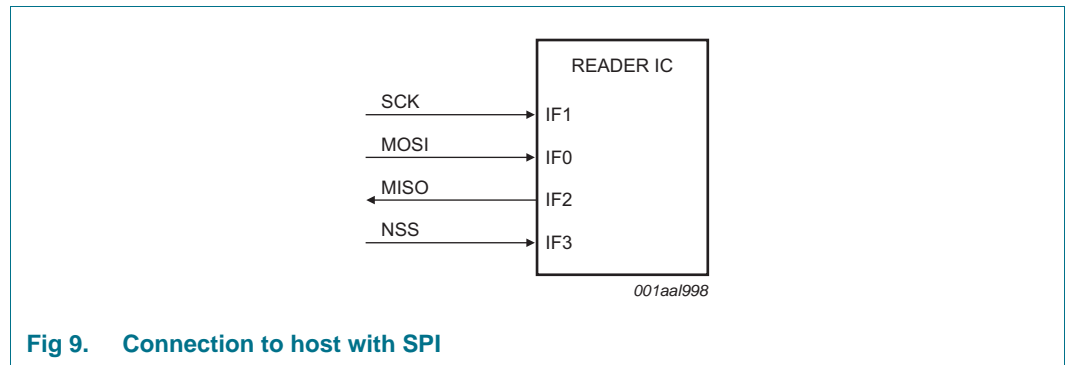 READER IC
SCK
IF1
MOSI
IF0
MISO
IF2
NSS
IF3
001aal998
Fig 9. Connection to host with SPI